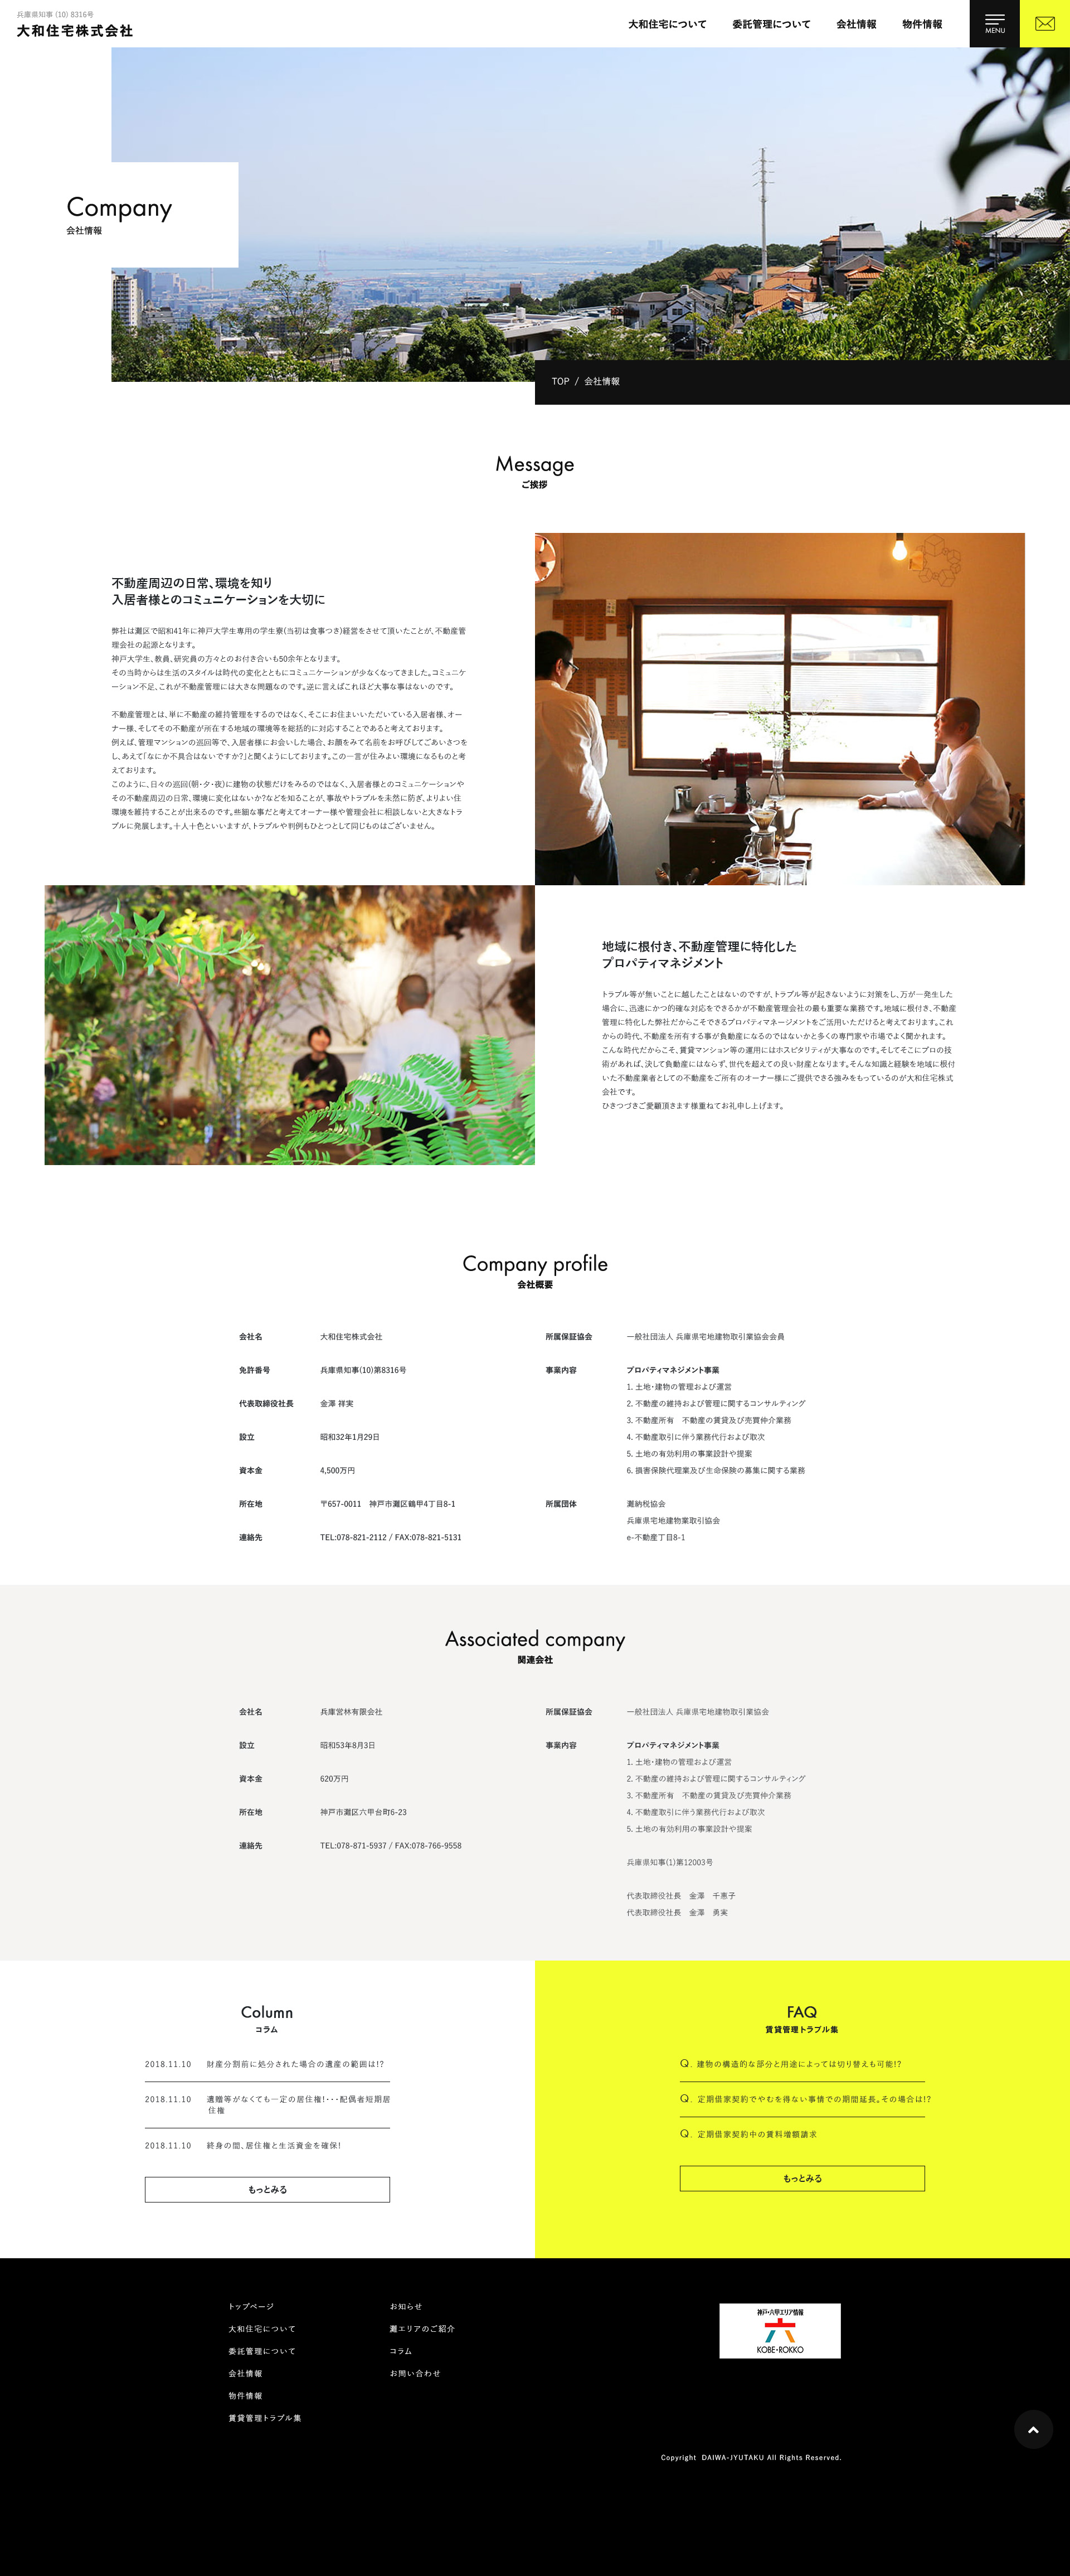 兵庫県知事 (10) 8316号
大和住宅株式会社
大和住宅について
委託管理について
会社情報
物件情報
MENU
Company
会社情報
TOP / 会社情報
Message
ご挨拶
不動産周辺の日常、環境を知り
入居者様とのコミュニケーションを大切に
弊社は灘区で昭和41年に神戸大学生専用の学生寮(当初は食事つき)経営をさせて頂いたことが、不動産管
理会社の起源となります。
神戸大学生、教員、研究員の方々とのお付き合いも50余年となります。
その当時からは生活のスタイルは時代の変化とともにコミュニケーションが少なくなってきました。コミュニケ
ーション不足、これが不動産管理には大きな問題なのです。逆に言えばこれほど大事な事はないのです。
不動産管理とは、単に不動産の維持管理をするのではなく、そこにお住まいいただいている入居者様、オー
ナー様、そしてその不動産が所在する地域の環境等を総括的に対応することであると考えております。
例えば、管理マンションの巡回等で、入居者様にお会いした場合、お顔をみて名前をお呼びしてごあいさつを
し、あえて「なにか不具合はないですか？」と聞くようにしております。この一言が住みよい環境になるものと考
えております。
このように、日々の巡回(朝・夕・夜)に建物の状態だけをみるのではなく、入居者様とのコミュニケーションや
その不動産周辺の日常、環境に変化はないか?などを知ることが、事故やトラブルを未然に防ぎ、よりよい住
環境を維持することが出来るのです。些細な事だと考えてオーナー様や管理会社に相談しないと大きなトラ
ブルに発展します。十人十色といいますが、トラブルや判例もひとつとして同じものはございません。
地域に根付き、不動産管理に特化した
プロパティマネジメント
トラブル等が無いことに越したことはないのですが、トラブル等が起きないように対策をし、万が一発生した
場合に、迅速にかつ的確な対応をできるかが不動産管理会社の最も重要な業務です。地域に根付き、不動産
管理に特化した弊社だからこそできるプロパティマネージメントをご活用いただけると考えております。これ
からの時代、不動産を所有する事が負動産になるのではないかと多くの専門家や市場でよく聞かれます。
こんな時代だからこそ、賃貸マンション等の運用にはホスピタリティが大事なのです。そしてそこにプロの技
術があれば、決して負動産にはならず、世代を超えての良い財産となります。そんな知識と経験を地域に根付
いた不動産業者としての不動産をご所有のオーナー様にご提供できる強みをもっているのが大和住宅株式
会社です。
ひきつづきご愛顧頂きます様重ねてお礼申し上げます。
Company profile
会社概要
会社名 大和住宅株式会社
免許番号 兵庫県知事(10)第8316号
代表取締役社長 金澤 祥実
設立 昭和32年1月29日
資本金 4,500万円
所在地 〒657-0011　神戸市灘区鶴甲4丁目8-1
連絡先 TEL:078-821-2112 / FAX:078-821-5131
所属保証協会 一般社団法人 兵庫県宅地建物取引業協会会員
事業内容 プロパティマネジメント事業
1. 土地・建物の管理および運営
2. 不動産の維持および管理に関するコンサルティング
3. 不動産所有　不動産の賃貸及び売買仲介業務
4. 不動産取引に伴う業務代行および取次
5. 土地の有効利用の事業設計や提案
6. 損害保険代理業及び生命保険の募集に関する業務
所属団体 灘納税協会
兵庫県宅地建物業取引協会
e-不動産丁目8-1
Associated company
関連会社
会社名 兵庫営林有限会社
設立 昭和53年8月3日
資本金 620万円
所在地 神戸市灘区六甲台町6-23
連絡先 TEL:078-871-5937 / FAX:078-766-9558
所属保証協会 一般社団法人 兵庫県宅地建物取引業協会
事業内容 プロパティマネジメント事業
1. 土地・建物の管理および運営
2. 不動産の維持および管理に関するコンサルティング
3. 不動産所有　不動産の賃貸及び売買仲介業務
4. 不動産取引に伴う業務代行および取次
5. 土地の有効利用の事業設計や提案
兵庫県知事(1)第12003号
代表取締役社長　金澤　千惠子
代表取締役社長　金澤　勇実
Column
コラム
2018.11.10 財産分割前に処分された場合の遺産の範囲は！？
2018.11.10 遺贈等がなくても一定の居住権！・・・配偶者短期居
住権
2018.11.10 終身の間、居住権と生活資金を確保！
もっとみる
FAQ
賃貸管理トラブル集
Q. 建物の構造的な部分と用途によっては切り替えも可能！？
Q. 定期借家契約でやむを得ない事情での期間延長。その場合は！？
Q. 定期借家契約中の賃料増額請求
もっとみる
トップページ
大和住宅について
委託管理について
会社情報
物件情報
賃貸管理トラブル集
お知らせ
灘エリアのご紹介
コラム
お問い合わせ
神戸・六甲エリア情報
KOBE・ROKKO
Copyright DAIWA-JYUTAKU All Rights Reserved.